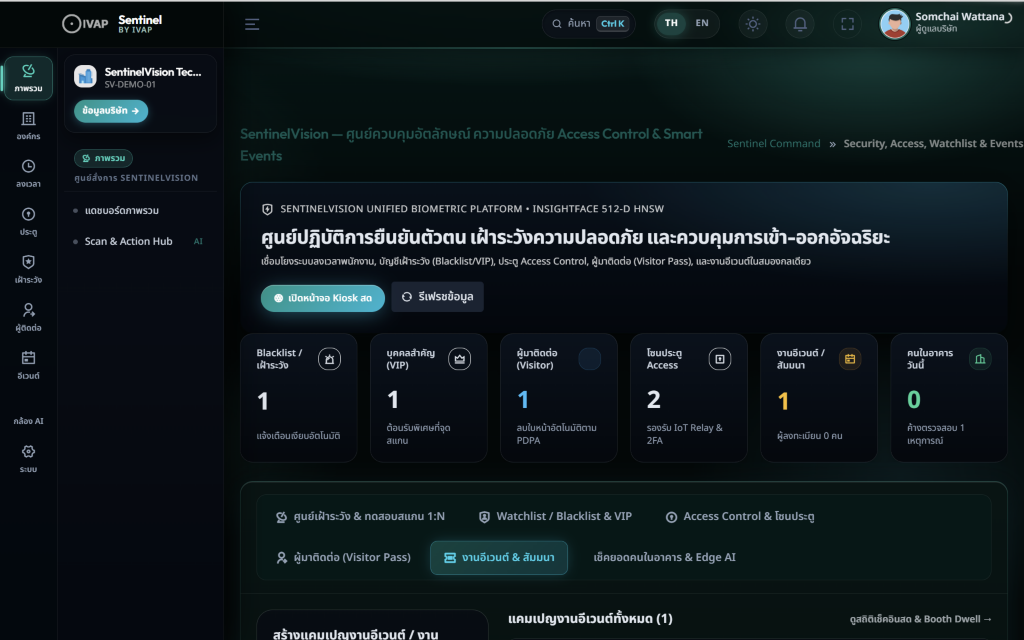 IVAP
Sentinel
BY IVAP
ค้นหา
Ctrl K
TH
EN
Somchai Wattana
ผู้ดูแลบริษัท
ภาพรวม
องค์กร
ลงเวลา
ประตู
เฝ้าระวัง
ผู้ติดต่อ
อีเวนต์
กล้อง AI
ระบบ
SentinelVision Tec...
SV-DEMO-01
ข้อมูลบริษัท →
ภาพรวม
ศูนย์สั่งการ SENTINELVISION
แดชบอร์ดภาพรวม
Scan & Action Hub AI
SentinelVision — ศูนย์ควบคุมอัตลักษณ์ ความปลอดภัย Access Control & Smart
Events
Sentinel Command » Security, Access, Watchlist & Events
SENTINELVISION UNIFIED BIOMETRIC PLATFORM • INSIGHTFACE 512-D HNSW
ศูนย์ปฏิบัติการยืนยันตัวตน เฝ้าระวังความปลอดภัย และควบคุมการเข้า-ออกอัจฉริยะ
เชื่อมโยงระบบลงเวลาพนักงาน, บัญชีเฝ้าระวัง (Blacklist/VIP), ประตู Access Control, ผู้มาติดต่อ (Visitor Pass), และงานอีเวนต์ในสมองกลเดียว
เปิดหน้าจอ Kiosk สด
รีเฟรชข้อมูล
Blacklist /
เฝ้าระวัง
1
แจ้งเตือนเงียบอัตโนมัติ
บุคคลสำคัญ
(VIP)
1
ต้อนรับพิเศษที่จุด
สแกน
ผู้มาติดต่อ
(Visitor)
1
ลบใบหน้าอัตโนมัติตาม
PDPA
โซนประตู
Access
2
รองรับ IoT Relay &
2FA
งานอีเวนต์ /
สัมมนา
1
ผู้ลงทะเบียน 0 คน
คนในอาคาร
วันนี้
0
ค้างตรวจสอบ 1
เหตุการณ์
ศูนย์เฝ้าระวัง & ทดสอบสแกน 1:N
Watchlist / Blacklist & VIP
Access Control & โซนประตู
ผู้มาติดต่อ (Visitor Pass)
งานอีเวนต์ & สัมมนา
เช็คยอดคนในอาคาร & Edge AI
สร้างแคมเปญงานอีเวนต์ / งาน
แคมเปญงานอีเวนต์ทั้งหมด (1)
ดูสถิติเช็คอินสด & Booth Dwell →